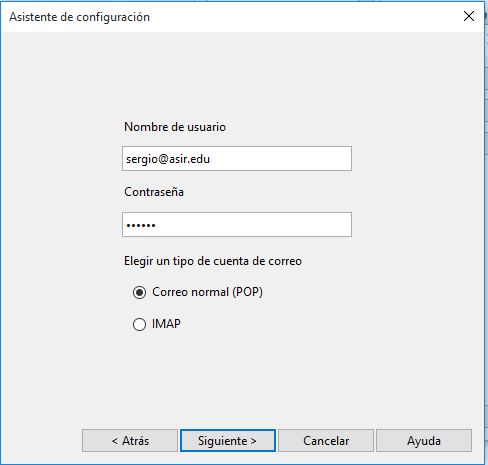 Asistente de configuración
Nombre de usuario
sergio@asir.edu
Contraseña
••••••
Elegir un tipo de cuenta de correo
Correo normal (POP)
IMAP
< Atrás
Siguiente >
Cancelar
Ayuda